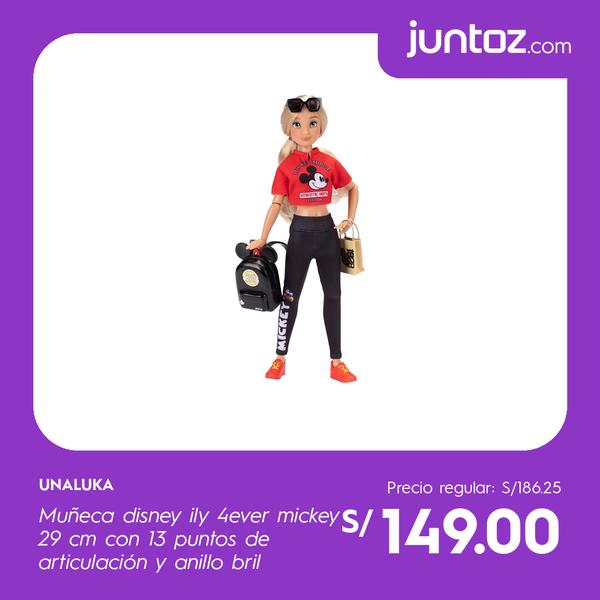 juntoz.com
MICKEY
UNALUKA
Muñeca disney ily 4ever mickey
29 cm con 13 puntos de
articulación y anillo bril
Precio regular: S/186.25
S/149.00